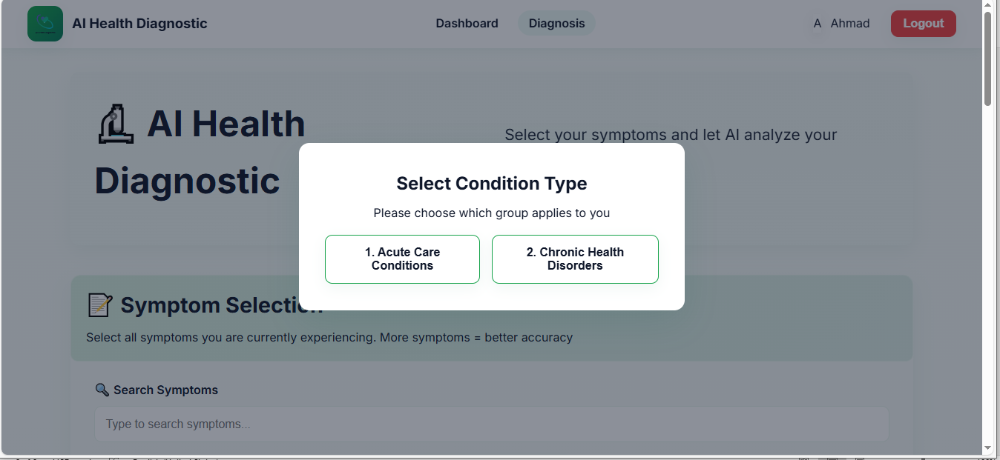 AI Health Diagnostic
Dashboard
Diagnosis
A Ahmad
Logout
AI Health
Diagnostic
Select your symptoms and let AI analyze your
Select Condition Type
Please choose which group applies to you
1. Acute Care
Conditions
2. Chronic Health
Disorders
Symptom Selection
Select all symptoms you are currently experiencing. More symptoms = better accuracy
Search Symptoms
Type to search symptoms...